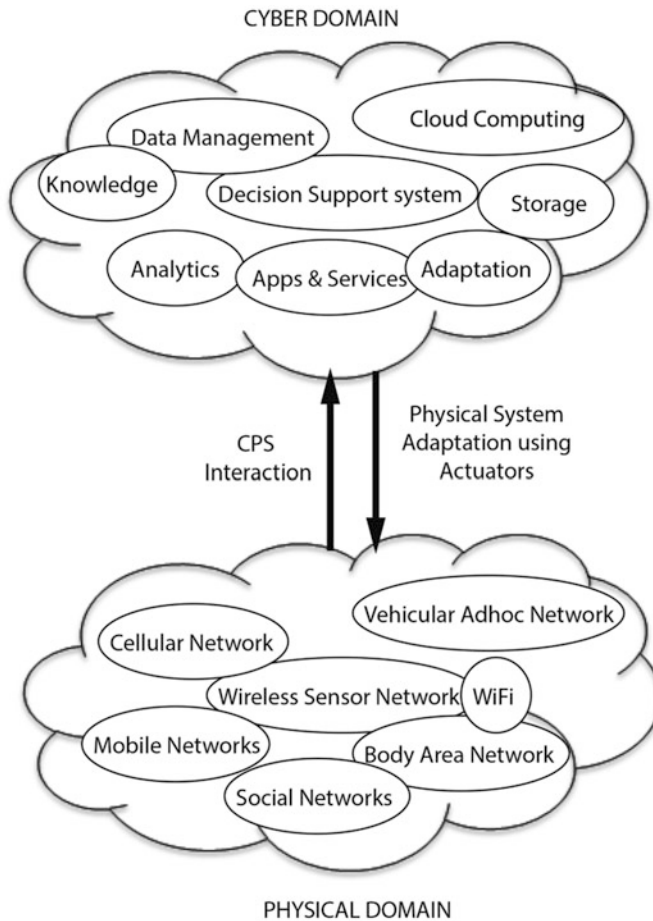 CYBER DOMAIN
Cloud Computing
Data Management
Knowledge
Decision Support system
Storage
Analytics
Apps & Services
Adaptation
CPS
Interaction
Physical System
Adaptation using
Actuators
Vehicular Adhoc Network
Cellular Network
Wireless Sensor Network
WiFi
Mobile Networks
Body Area Network
Social Networks
PHYSICAL DOMAIN